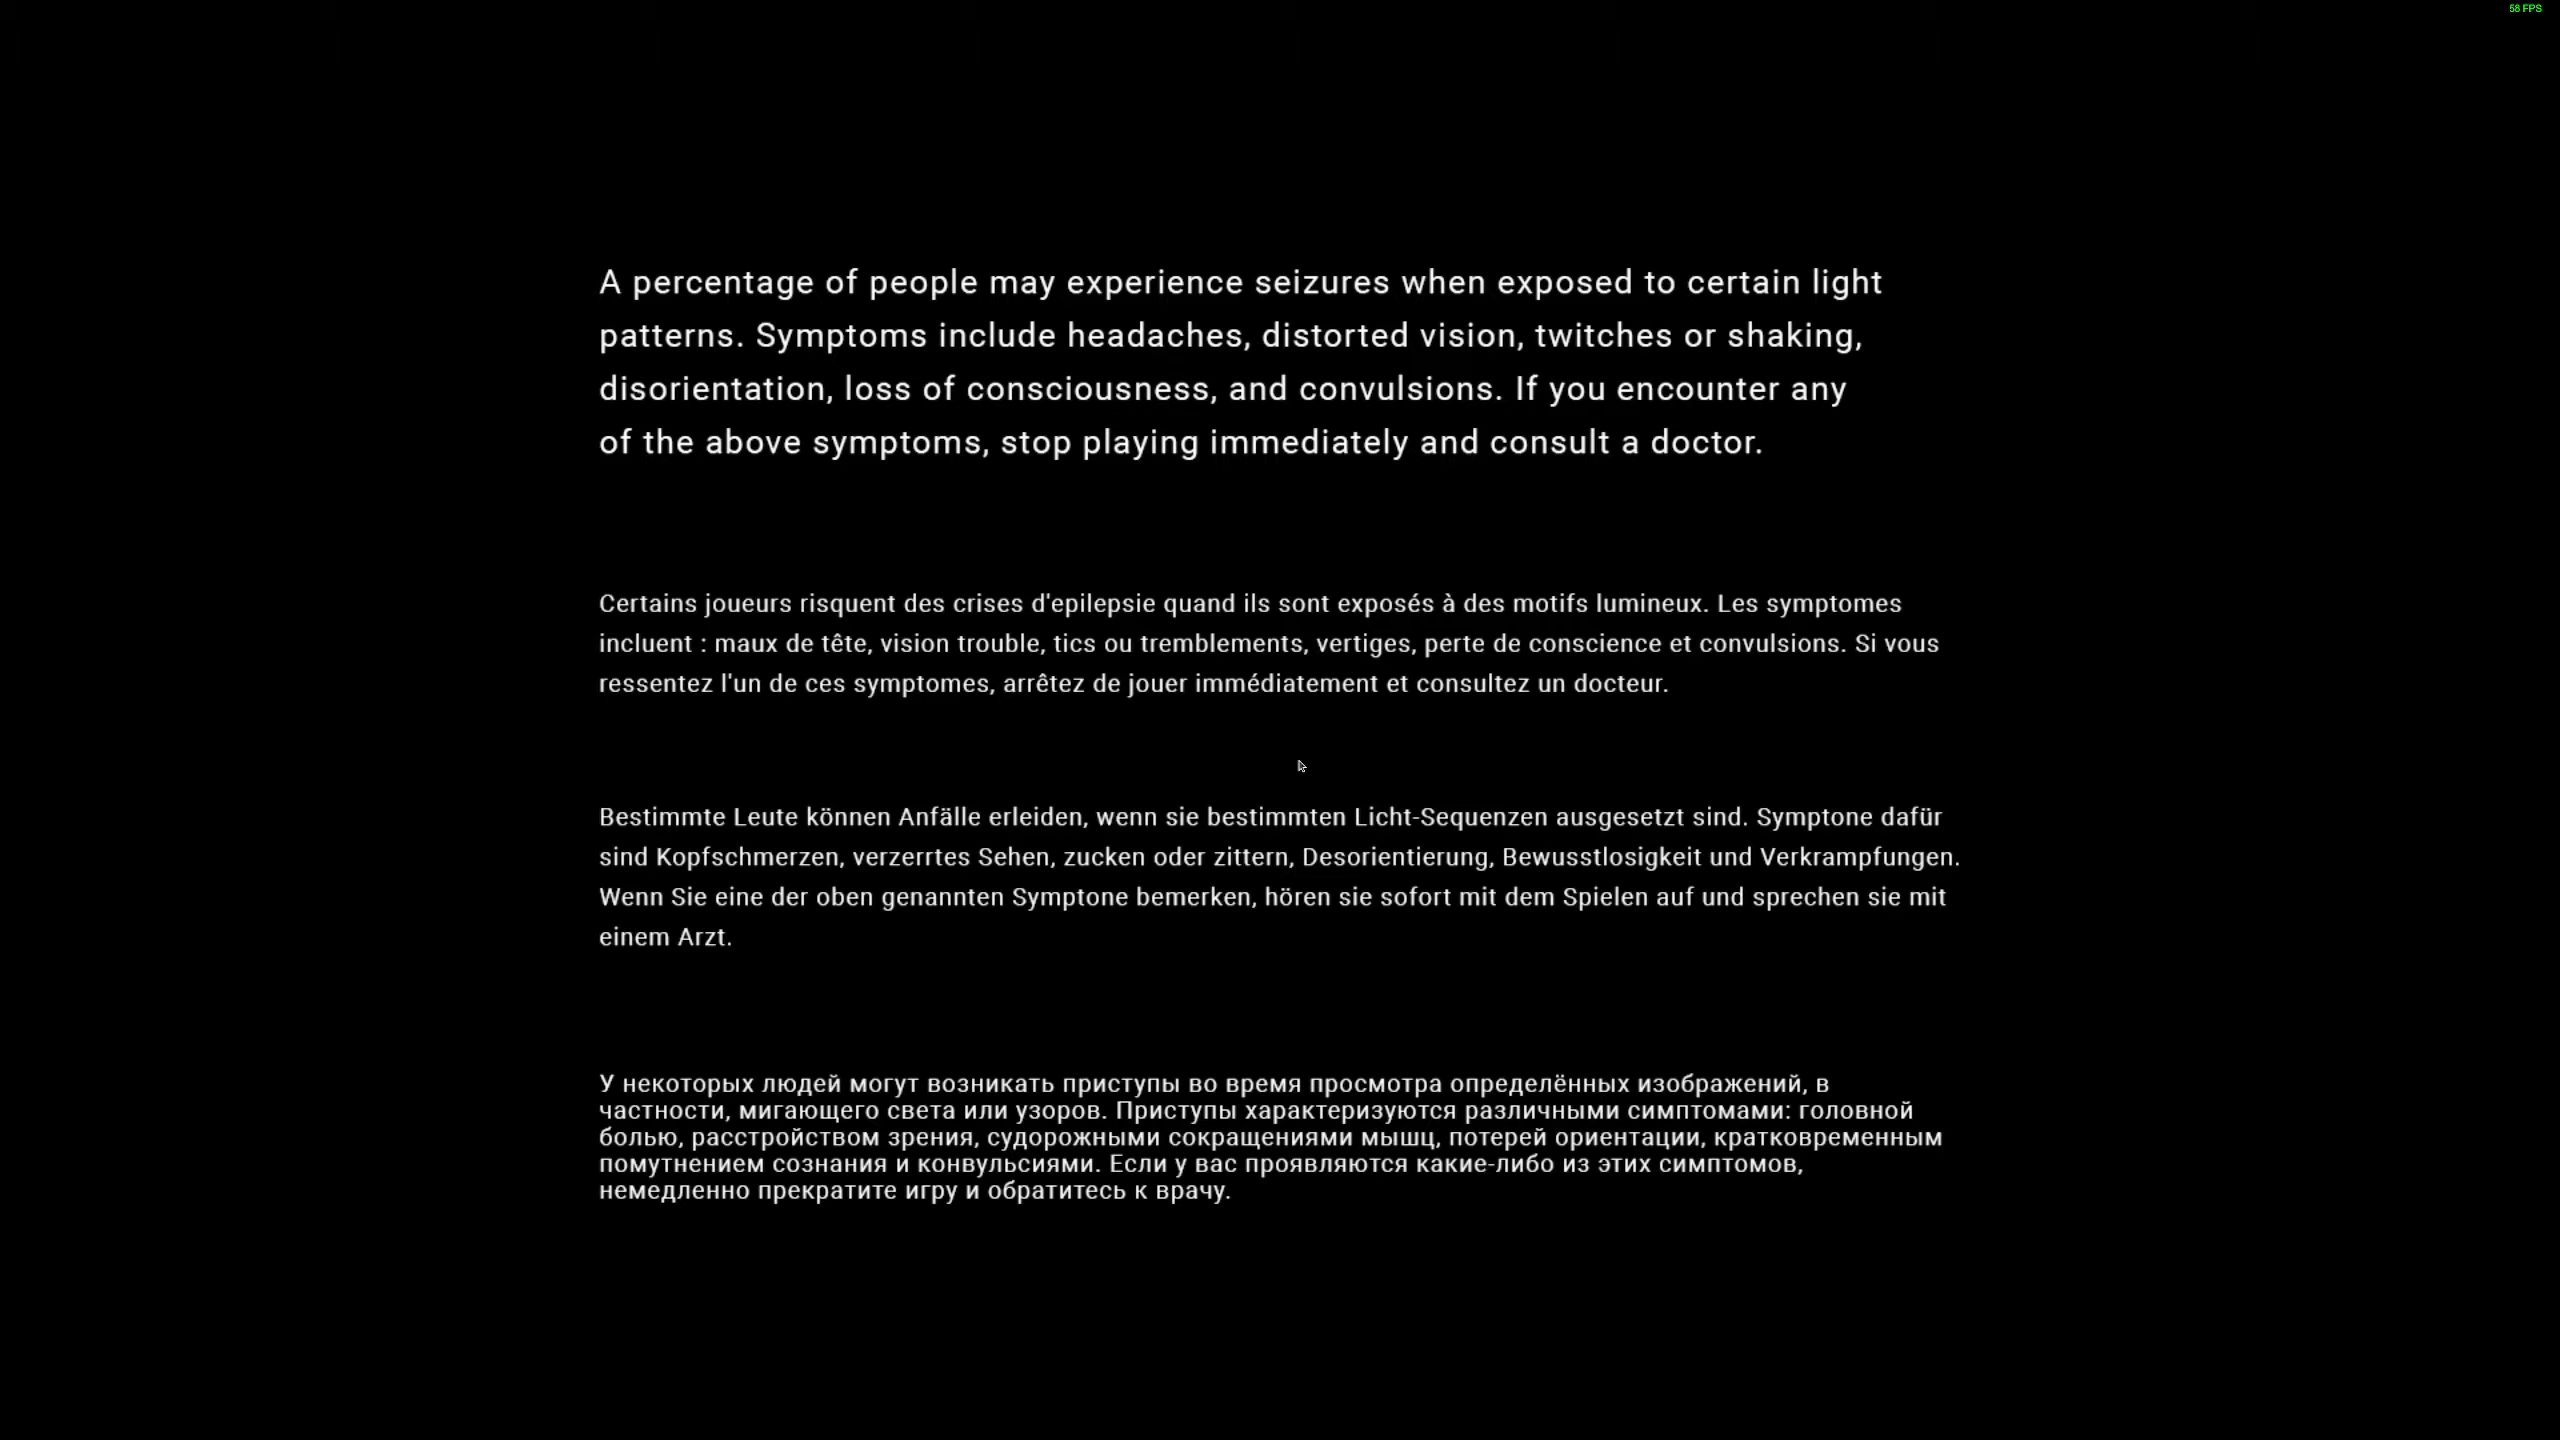 58 FPS
A percentage of people may experience seizures when exposed to certain light
patterns. Symptoms include headaches, distorted vision, twitches or shaking,
disorientation, loss of consciousness, and convulsions. If you encounter any
of the above symptoms, stop playing immediately and consult a doctor.
Certains joueurs risquent des crises d'epilepsie quand ils sont exposés à des motifs lumineux. Les symptomes
incluent : maux de tête, vision trouble, tics ou tremblements, vertiges, perte de conscience et convulsions. Si vous
ressentez l'un de ces symptomes, arrêtez de jouer immédiatement et consultez un docteur.
Bestimmte Leute können Anfälle erleiden, wenn sie bestimmten Licht-Sequenzen ausgesetzt sind. Symptone dafür
sind Kopfschmerzen, verzerrtes Sehen, zucken oder zittern, Desorientierung, Bewusstlosigkeit und Verkrampfungen.
Wenn Sie eine der oben genannten Symptone bemerken, hören sie sofort mit dem Spielen auf und sprechen sie mit
einem Arzt.
У некоторых людей могут возникать приступы во время просмотра определённых изображений, в
частности, мигающего света или узоров. Приступы характеризуются различными симптомами: головной
болью, расстройством зрения, судорожными сокращениями мышц, потерей ориентации, кратковременным
помутнением сознания и конвульсиями. Если у вас проявляются какие-либо из этих симптомов,
немедленно прекратите игру и обратитесь к врачу.